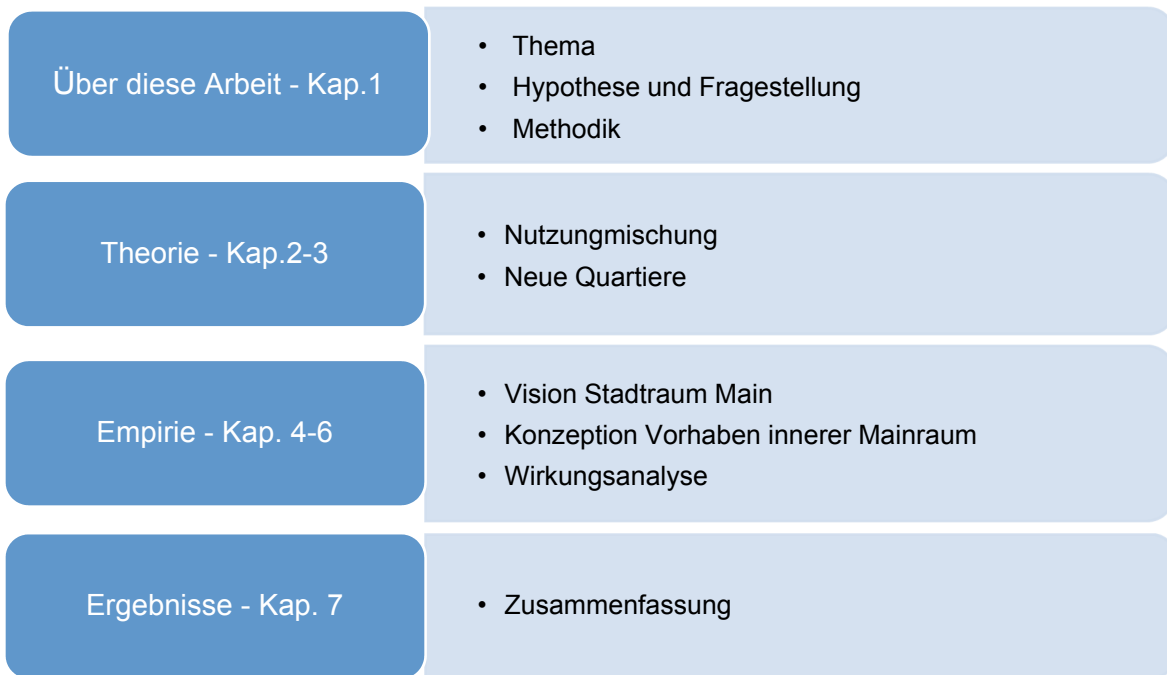 Über diese Arbeit - Kap.1
• Thema
• Hypothese und Fragestellung
• Methodik
Theorie - Kap.2-3
• Nutzungmischung
• Neue Quartiere
Empirie - Kap. 4-6
• Vision Stadtraum Main
• Konzeption Vorhaben innerer Mainraum
• Wirkungsanalyse
Ergebnisse - Kap. 7
• Zusammenfassung